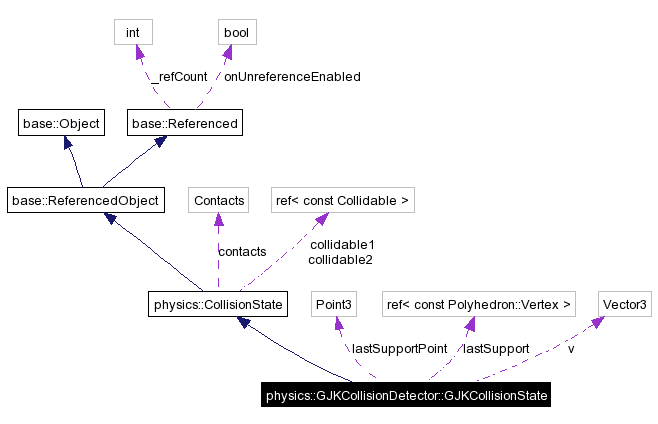 int
bool
_refCount
onUnreferenceEnabled
base::Object
base::Referenced
base::ReferencedObject
Contacts
ref< const Collidable >
contacts
collidable1
collidable2
physics::CollisionState
Point3
ref< const Polyhedron::Vertex >
Vector3
lastSupportPoint
lastSupport
v
physics::GJKCollisionDetector::GJKCollisionState